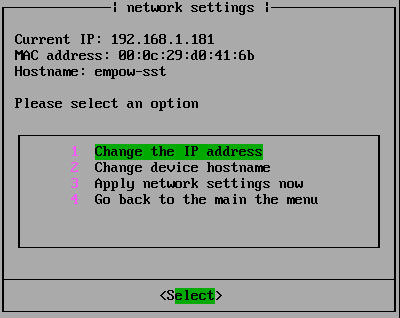 network settings
Current IP: 192.168.1.181
MAC address: 00:0c:29:d0:41:6b
Hostname: empow-sst
Please select an option
1 Change the IP address
2 Change device hostname
3 Apply network settings now
4 Go back to the main the menu
<Select>